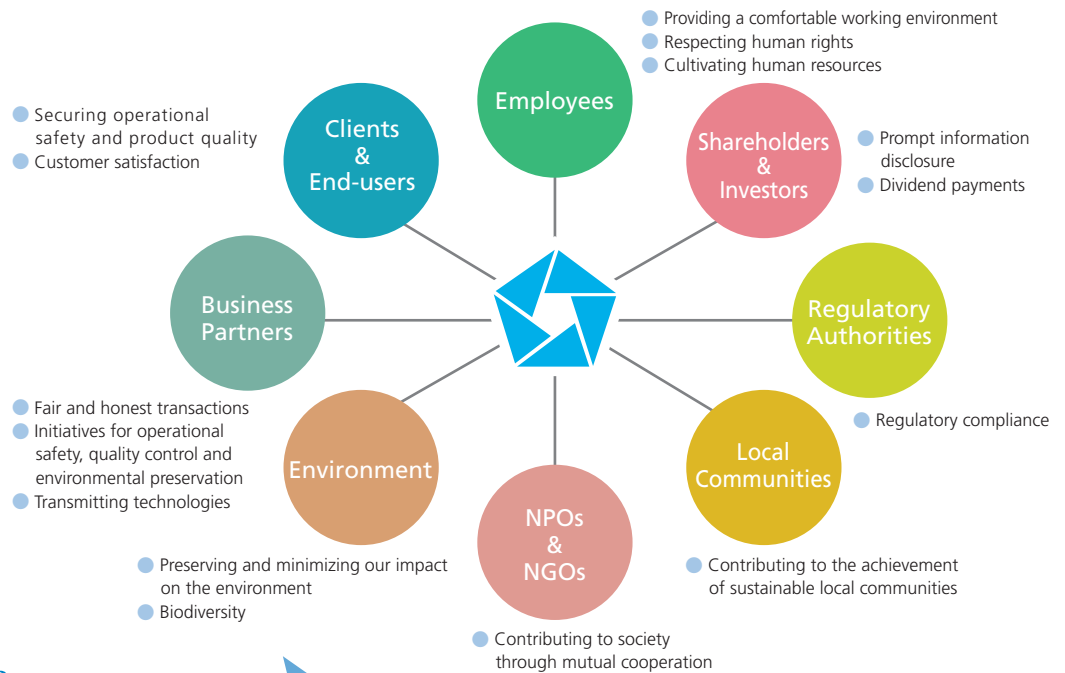 Employees
Providing a comfortable working environment
Respecting human rights
Cultivating human resources
Shareholders
&
Investors
Prompt information
disclosure
Dividend payments
Regulatory
Authorities
Regulatory compliance
Local
Communities
Contributing to the achievement
of sustainable local communities
NPOs
&
NGOs
Contributing to society
through mutual cooperation
Environment
Preserving and minimizing our impact
on the environment
Biodiversity
Business
Partners
Fair and honest transactions
Initiatives for operational
safety, quality control and
environmental preservation
Transmitting technologies
Clients
&
End-users
Securing operational
safety and product quality
Customer satisfaction